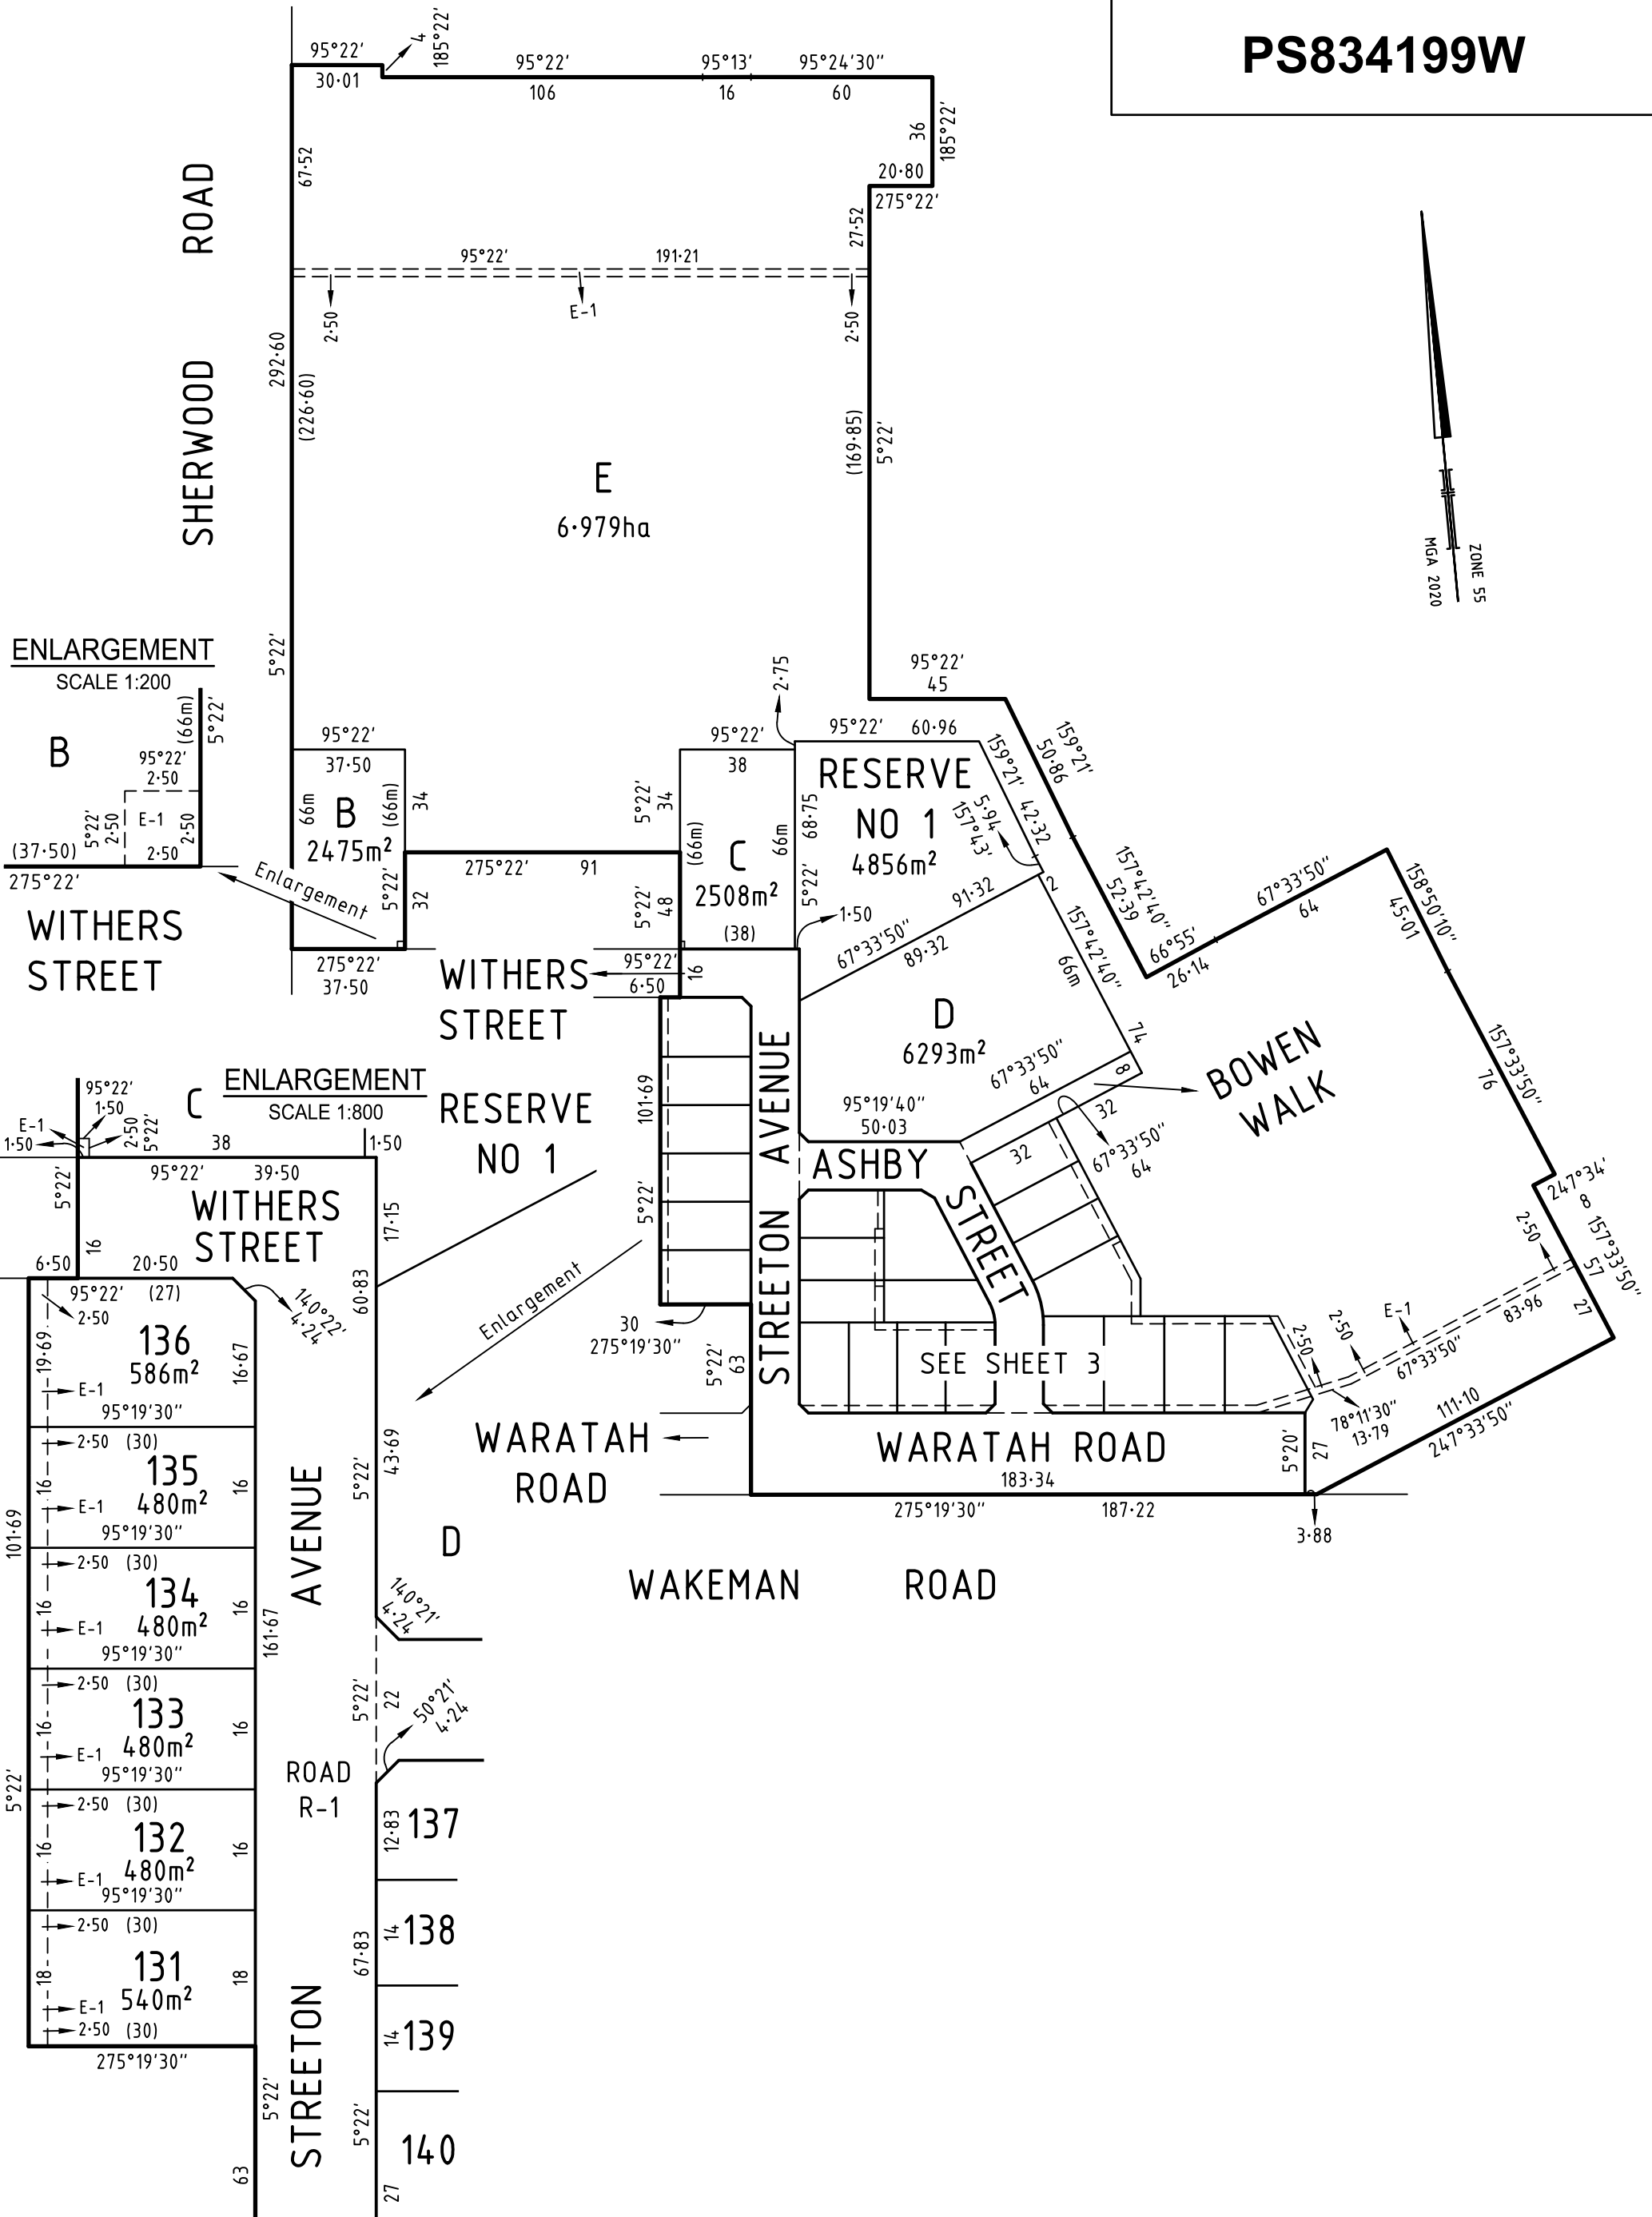 PS834199W
95°22'
30·01
4
185°22'
95°22'
106
95°13'
16
95°24'30"
60
36
185°22'
20·80
275°22'
67·52
27·52
ROAD
SHERWOOD
95°22'
191·21
2·50
E-1
2·50
292·60
(226·60)
(169·85)
5°22'
E
6·979ha
5°22'
ZONE 55
MGA 2020
ENLARGEMENT
SCALE 1:200
B
(66m)
5°22'
95°22'
2·50
5°22'
2·50
E-1
2·50
(37·50)
2·50
275°22'
WITHERS
STREET
Enlargement
95°22'
37·50
66m
B
2475m²
(66m)
34
5°22'
32
275°22'
37·50
275°22'
91
95°22'
38
5°22'
34
(66m)
C
2508m²
66m
5°22'
48
(38)
2·75
95°22'
60·96
RESERVE
NO 1
4856m²
68·75
5°22'
159°21'
42·32
5·94
157°43'
1·50
91·32
67°33'50"
89·32
2
95°22'
45
159°21'
50·86
157°42'40"
52·39
66°55'
26·14
67°33'50"
64
158°50'10"
45·01
157°33'50"
76
247°34'
8
157°33'50"
57
27
WITHERS
STREET
95°22'
6·50
16
D
6293m²
157°42'40"
66m
74
8
67°33'50"
64
95°19'40"
50·03
BOWEN
WALK
32
32
67°33'50"
64
ASHBY
STREET
STREETON AVENUE
101·69
5°22'
30
275°19'30"
5°22'
63
SEE SHEET 3
2·50
2·50
2·50
E-1
83·96
67°33'50"
78°11'30"
13·79
111·10
247°33'50"
WARATAH
ROAD
WARATAH ROAD
183·34
5°20'
27
275°19'30"
187·22
3·88
WAKEMAN ROAD
ENLARGEMENT
SCALE 1:800
RESERVE
NO 1
Enlargement
95°22'
1·50
C
E-1
1·50
2·50
5°22'
38
1·50
5°22'
95°22'
39·50
WITHERS
STREET
16
17·15
6·50
20·50
95°22'
(27)
140°22'
4·24
60·83
2·50
136
586m²
19·69
16·67
E-1
95°19'30"
2·50
(30)
135
480m²
16
16
E-1
95°19'30"
101·69
2·50
(30)
134
480m²
16
16
E-1
95°19'30"
161·67
2·50
(30)
133
480m²
16
16
E-1
95°19'30"
5°22'
2·50
(30)
132
480m²
16
16
E-1
95°19'30"
2·50
(30)
131
540m²
18
18
E-1
2·50
(30)
275°19'30"
5°22'
63
AVENUE
STREETON
43·69
5°22'
D
140°21'
4·24
5°22'
22
50°21'
4·24
ROAD
R-1
12·83
137
14
138
67·83
14
139
5°22'
140
27